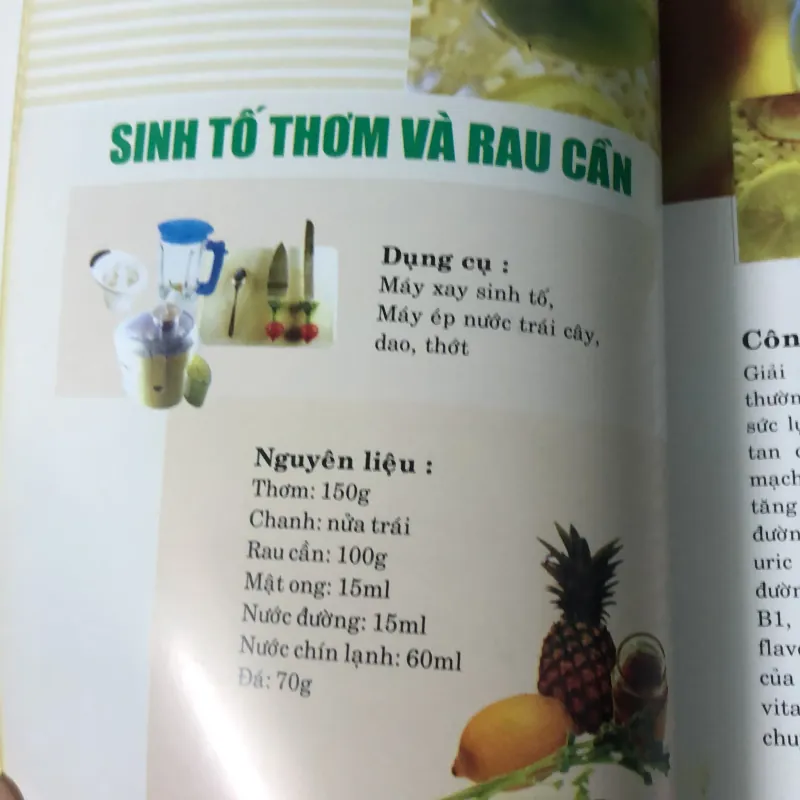 SINH TỐ THƠM VÀ RAU CẦN
Dụng cụ :
Máy xay sinh tố,
Máy ép nước trái cây,
dao, thớt
Nguyên liệu :
Thơm: 150g
Chanh: nửa trái
Rau cần: 100g
Mật ong: 15ml
Nước đường: 15ml
Nước chín lạnh: 60ml
Đá: 70g
Côn
Giải
thườn
sức lự
tan
mạch
tăng
đườn
uric
đườn
B1,
flavo
của
vita
chu